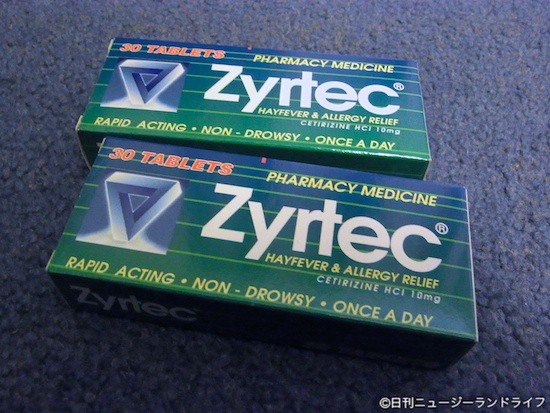 30 TABLETS
PHARMACY MEDICINE
Zyrtec®
HAYFEVER & ALLERGY RELIEF
CETIRIZINE HCl 10mg
RAPID ACTING • NON - DROWSY • ONCE A DAY
30 TABLETS
PHARMACY MEDICINE
Zyrtec®
HAYFEVER & ALLERGY RELIEF
CETIRIZINE HCl 10mg
RAPID ACTING • NON - DROWSY • ONCE A DAY
Zyrtec
©日刊ニュージーランドライフ